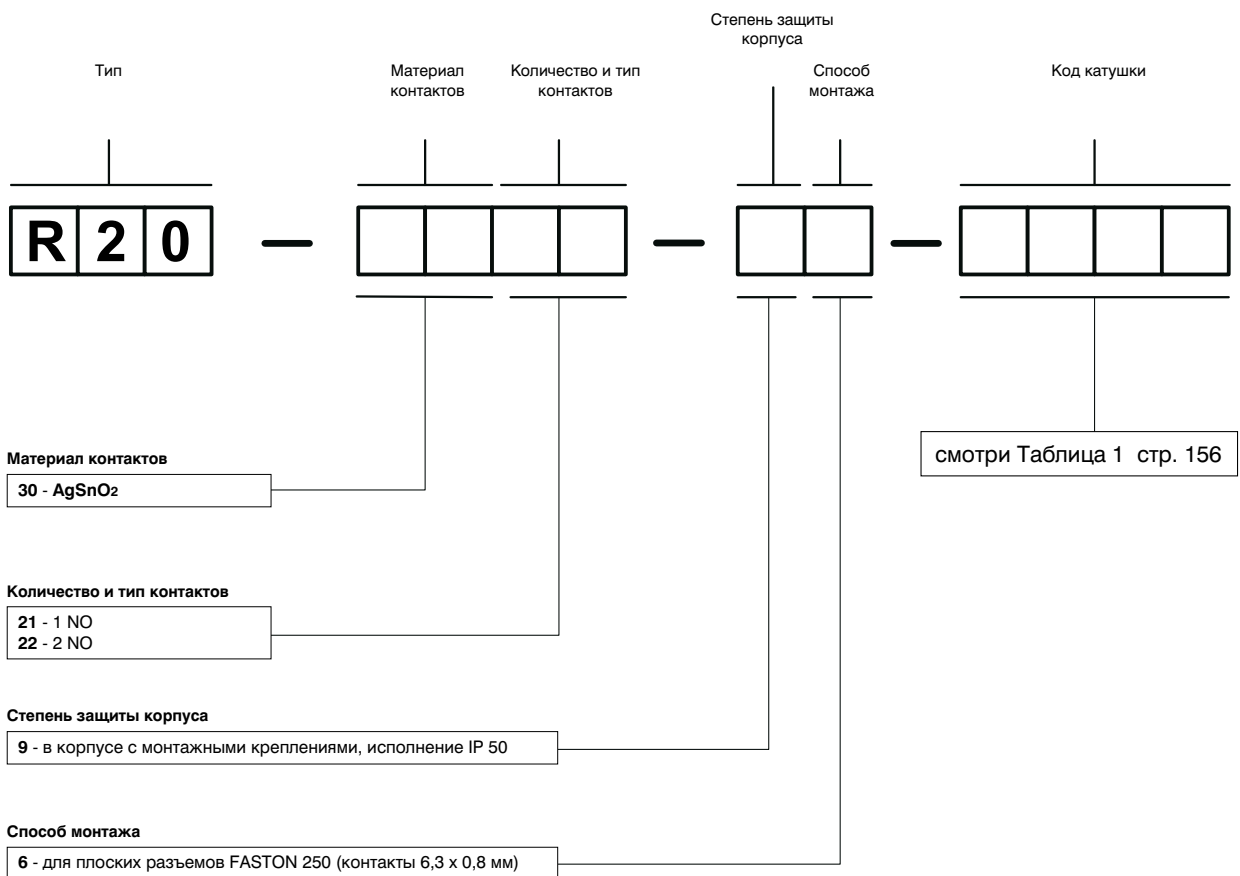 Степень защиты
корпуса
Тип
Материал
контактов
Количество и тип
контактов
Способ
монтажа
Код катушки
R 2 0 — — —
смотри Таблица 1 стр. 156
Материал контактов
30 - AgSnO2
Количество и тип контактов
21 - 1 NO
22 - 2 NO
Степень защиты корпуса
9 - в корпусе с монтажными креплениями, исполнение IP 50
Способ монтажа
6 - для плоских разъемов FASTON 250 (контакты 6,3 x 0,8 мм)